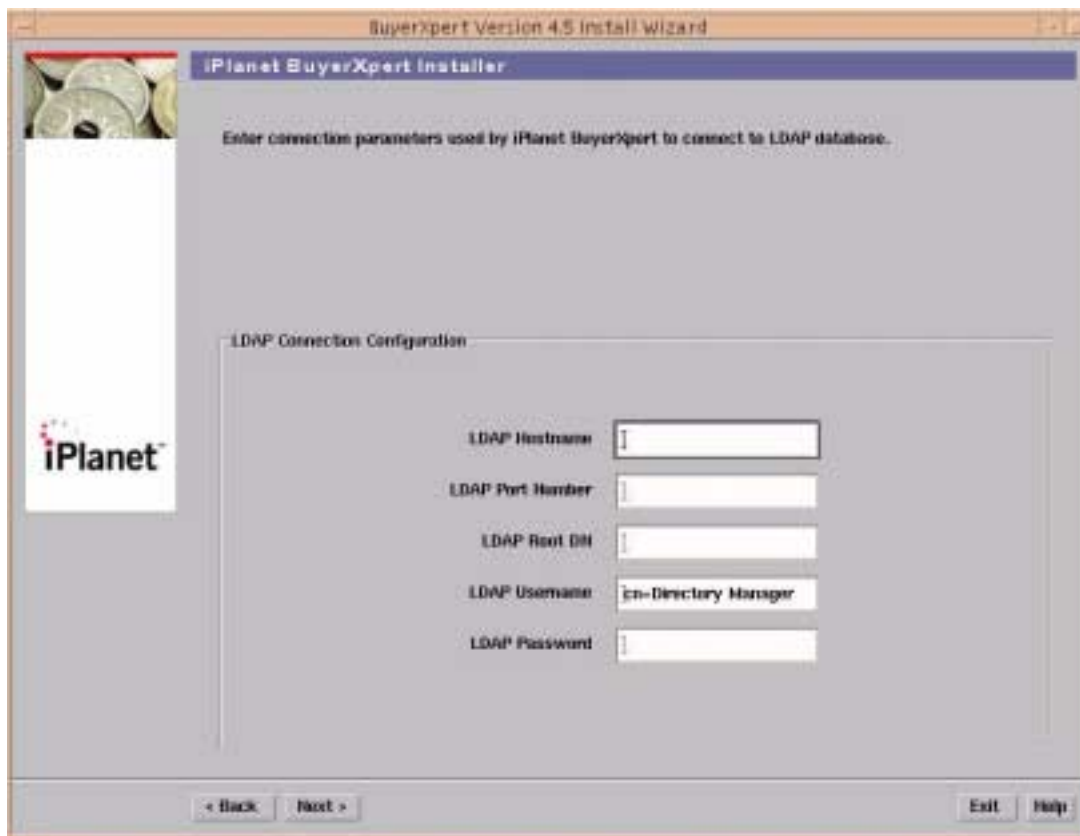 BuyerXpert Version 4.5 Install Wizard
iPlanet BuyerXpert Installer
Enter connection parameters used by iPlanet BuyerXpert to connect to LDAP database.
LDAP Connection Configuration
LDAP Hostname
LDAP Port Number
LDAP Root DN
LDAP Username cn=Directory Manager
LDAP Password
iPlanet
< Back Next > Exit Help